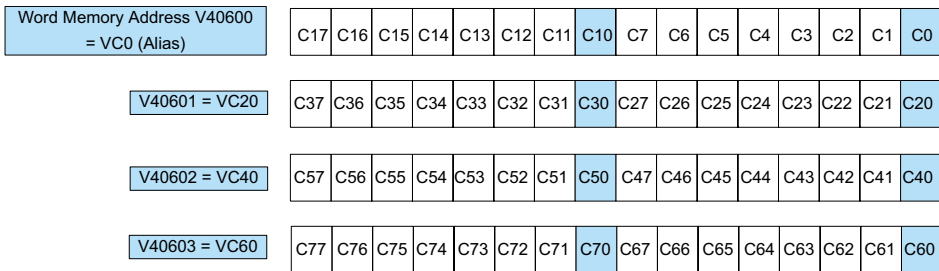 Word Memory Address V40600
= VC0 (Alias)
C17 C16 C15 C14 C13 C12 C11 C10 C7 C6 C5 C4 C3 C2 C1 C0
V40601 = VC20
C37 C36 C35 C34 C33 C32 C31 C30 C27 C26 C25 C24 C23 C22 C21 C20
V40602 = VC40
C57 C56 C55 C54 C53 C52 C51 C50 C47 C46 C45 C44 C43 C42 C41 C40
V40603 = VC60
C77 C76 C75 C74 C73 C72 C71 C70 C67 C66 C65 C64 C63 C62 C61 C60